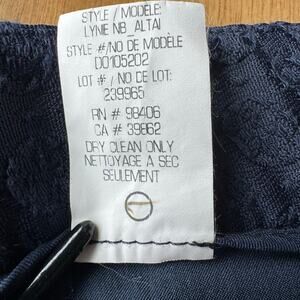 STYLE / MODÈLE:
LYNIE NB_ALTAI
STYLE #/NO DE MODÈLE
D0105202
LOT # / NO DE LOT:
239965
RN # 98406
CA # 39862
DRY CLEAN ONLY
NETTOYAGE A SEC
SEULEMENT